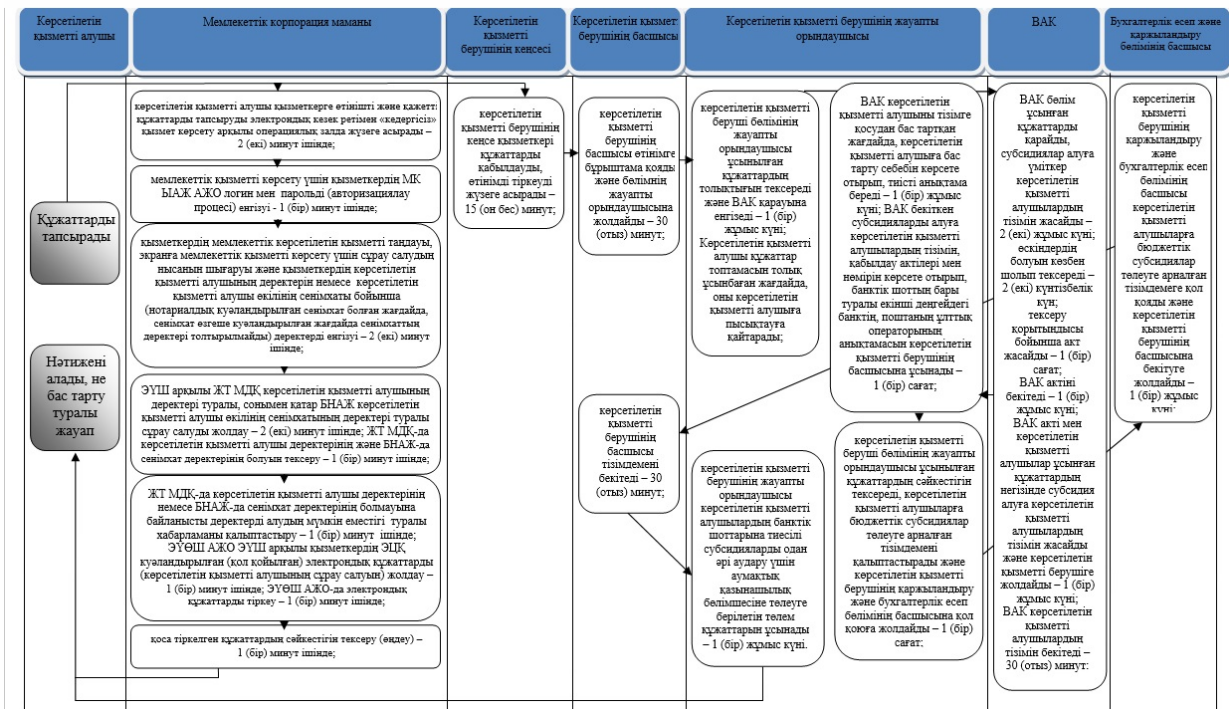 Көрсетілетін
қызметті алушы
Мемлекеттік корпорация маманы
Көрсетілетін
қызметті
берушінің кеңсесі
Көрсетілетін қызметт
берушінің басшысы
Көрсетілетін қызметті берушінің жауапты
орындаушысы
ВАК
Бухгалтерлік есеп және
қаржыландыру
бөлімінің басшысы
Құжаттарды
тапсырады
Нәтижені
алады, не
бас тарту
туралы
жауап
көрсетілетін қызметті алушы қызметкерге өтінішті және қажетті
құжаттарды тапсыруды электрондық кезек ретімен «кедергісіз»
қызмет көрсету арқылы операциялық залда жүзеге асырады –
2 (екі) минут ішінде;
мемлекеттік қызметті көрсету үшін қызметкердің МК
ЫАЖ АЖО логин мен парольді (авторизациялау
процесі) енгізуі - 1 (бір) минут ішінде;
қызметкердің мемлекеттік көрсетілетін қызметті таңдауы,
экранға мемлекеттік қызметті көрсету үшін сұрау салудың
нысанын шығаруы және қызметкердің көрсетілетін
қызметті алушының деректерін немесе көрсетілетін
қызметті алушы өкілінің сенімхаты бойынша
(нотариалдық куәландырылған сенімхат болған жағдайда,
сенімхат өзгеше куәландырылған жағдайда сенімхаттың
деректері толтырылмайды) деректерді енгізуі – 2 (екі) минут
ішінде;
ЭҮШ арқылы ЖТ МДҚ көрсетілетін қызметті алушының
деректері туралы, сонымен қатар БНАЖ көрсетілетін
қызметті алушы өкілінің сенімхатының деректері туралы
сұрау салуды жолдау – 2 (екі) минут ішінде; ЖТ МДҚ-да
көрсетілетін қызметті алушы деректерінің және БНАЖ-да
сенімхат деректерінің болуын тексеру – 1 (бір) минут ішінде;
ЖТ МДҚ-да көрсетілетін қызметті алушы деректерінің
немесе БНАЖ-да сенімхат деректерінің болмауына
байланысты деректерді алудың мүмкін еместігі туралы
хабарламаны қалыптастыру – 1 (бір) минут ішінде;
ЭҮӨШ АЖО ЭҮШ арқылы қызметкердің ЭЦҚ
куәландырылған (қол қойылған) электрондық құжаттарды
(көрсетілетін қызметті алушының сұрау салуын) жолдау –
1 (бір) минут ішінде; ЭҮӨШ АЖО-да электрондық
құжаттарды тіркеу – 1 (бір) минут ішінде;
қоса тіркелген құжаттардың сәйкестігін тексеру (өңдеу) –
1 (бір) минут ішінде;
көрсетілетін
қызметті берушінің
кеңсе қызметкері
құжаттарды
қабылдауды,
өтінімді тіркеуді
жүзеге асырады –
15 (он бес) минут;
көрсетілетін
қызметті
берушінің
басшысы өтінімге
бұрыштама қояды
және бөлімнің
жауапты
орындаушысына
жолдайды – 30
(отыз) минут;
көрсетілетін
қызметті
берушінің
басшысы
тізімдемені
бекітеді – 30
(отыз) минут;
көрсетілетін қызметті
беруші бөлімінің жауапты
орындаушысы ұсынылған
құжаттардың
толықтығын тексереді
және ВАК қарауына
енгізеді – 1 (бір)
жұмыс күні;
Көрсетілетін қызметті
алушы құжаттар
топтамасын толық
ұсынбаған жағдайда,
оны көрсетілетін
қызметті алушыға
пысықтауға
қайтарады;
көрсетілетін қызметті
берушінің жауапты
орындаушысы
көрсетілетін қызметті
алушылардың банктік
шоттарына тиесілі
субсидияларды одан
әрі аудару үшін
аумақтық
қазынашылық
бөлімшесіне төлеуге
берілетін төлем
құжаттарын ұсынады
– 1 (бір) жұмыс күні.
ВАК көрсетілетін
қызметті алушыны тізімге
қосудан бас тартқан
жағдайда, көрсетілетін
қызметті алушыға бас
тарту себебін көрсете
отырып, тиісті анықтама
береді – 1 (бір) жұмыс
күні; ВАК бекіткен
субсидияларды алуға
көрсетілетін қызметті
алушылардың тізімін,
қабылдау актілері мен
нөмірін көрсете отырып,
банктік шоттың бары
туралы екінші деңгейдегі
банктін, поштаның ұлттық
операторының
анықтамасын көрсетілетін
қызметті берушінің
басшысына ұсынады –
1 (бір) сағат;
көрсетілетін қызметті
беруші бөлімінің жауапты
орындаушысы ұсынылған
құжаттардың сәйкестігін
тексереді, көрсетілетін
қызметті алушыларға
бюджеттік субсидиялар
төлеуге арналған
тізімдемені
қалыптастырады және
көрсетілетін қызметті
берушінің қаржыландыру
және бухгалтерлік есеп
бөлімінің басшысына қол
қоюға жолдайды – 1 (бір)
сағат;
ВАК бөлім
ұсынған
құжаттарды
қарайды,
субсидиялар алуға
үміткер
көрсетілетін
қызметті
алушылардың
тізімін жасайды –
2 (екі) жұмыс күні;
өскіндердің
болуын көзбен
шолып тексереді –
2 (екі) күнтізбелік
күн;
тексеру
қорытындысы
бойынша акт
жасайды – 1 (бір)
сағат;
ВАК актіні
бекітеді – 1 (бір)
жұмыс күні;
ВАК акті мен
көрсетілетін
қызметті
алушылар ұсынған
құжаттардың
негізінде субсидия
алуға көрсетілетін
қызметті
алушылардың
тізімін жасайды
және көрсетілетін
қызметті берушіге
жолдайды – 1 (бір)
жұмыс күні;
ВАК көрсетілетін
қызметті
алушылардың
тізімін бекітеді –
30 (отыз) минут:
көрсетілетін
қызметті
берушінің
қаржыландыру
және
бухгалтерлік есеп
бөлімінің
басшысы
көрсетілетін
қызметті
алушыларға
бюджеттік
субсидиялар
төлеуге арналған
тізімдемеге қол
қояды және
көрсетілетін
қызметті
берушінің
басшысына
бекітуге
жолдайды –
1 (бір) жұмыс
күні;